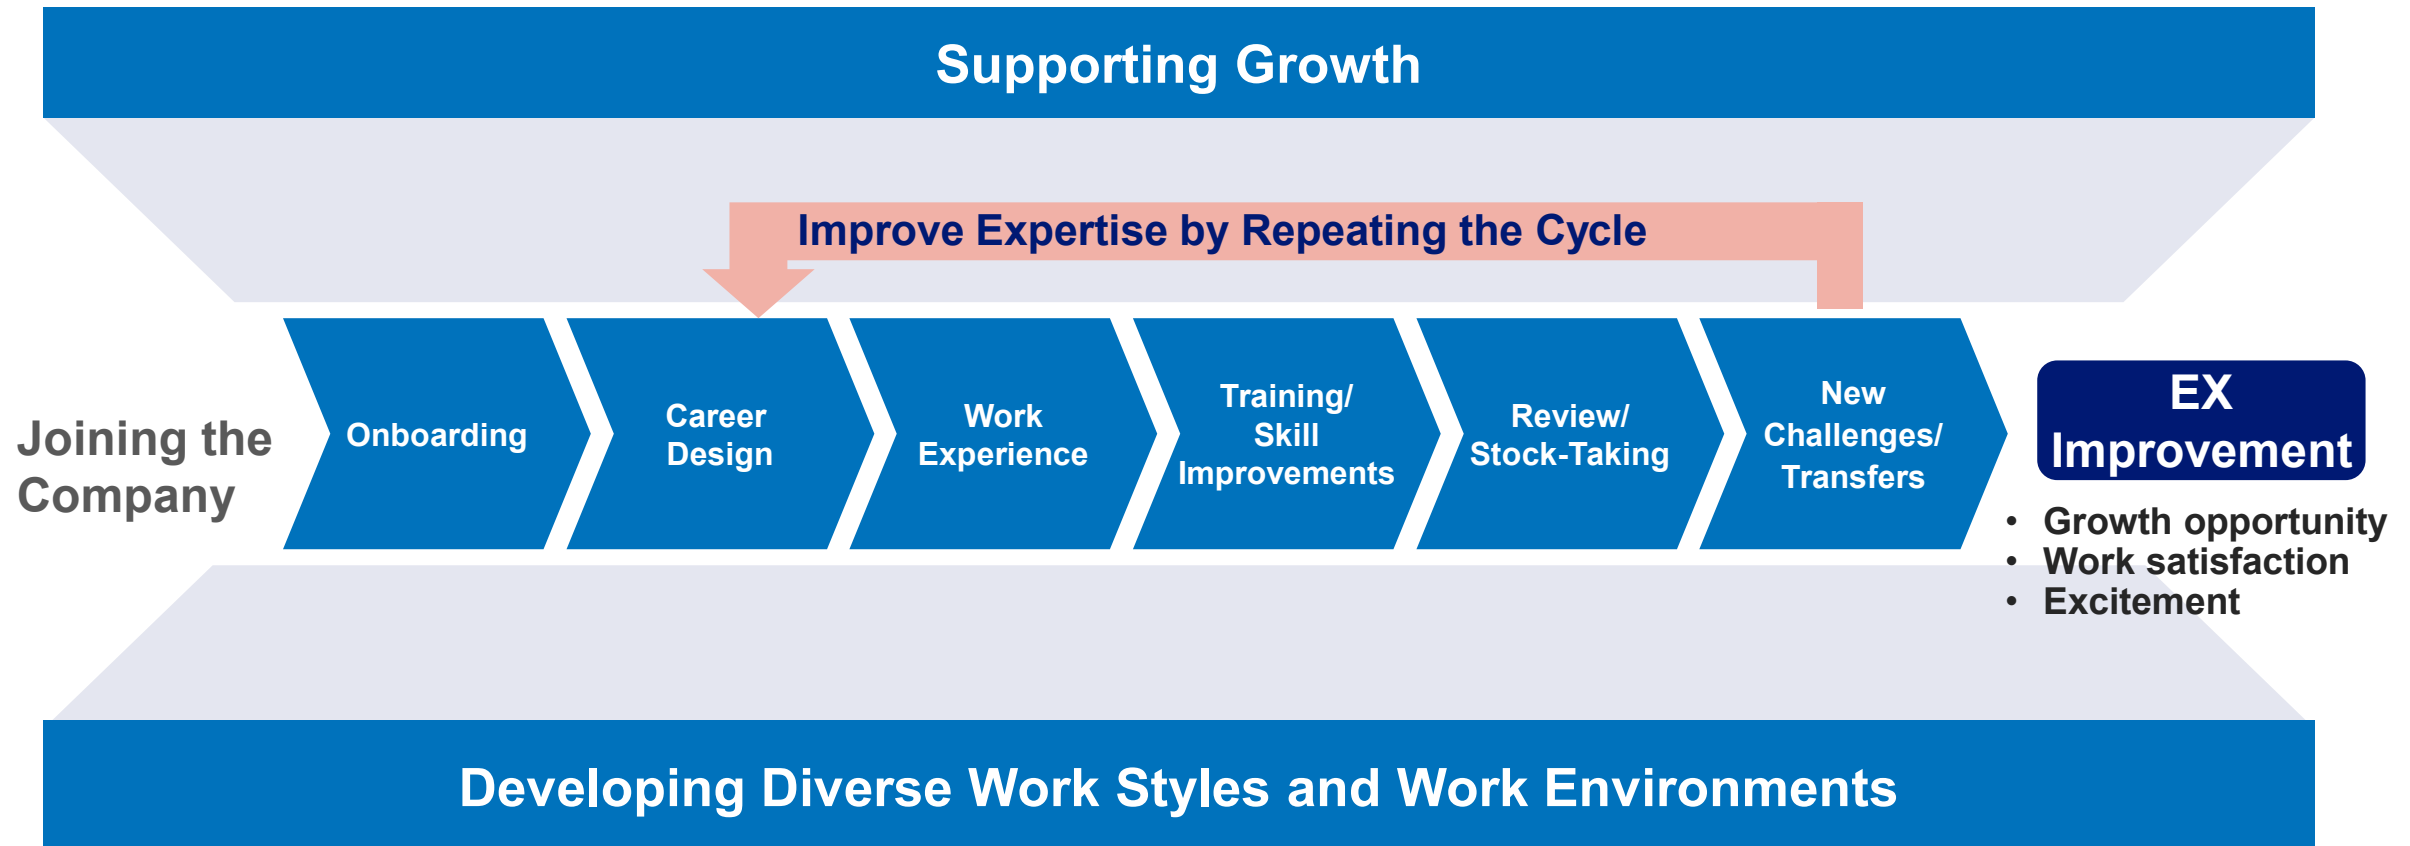 Supporting Growth
Improve Expertise by Repeating the Cycle
Joining the
Company
Onboarding
Career
Design
Work
Experience
Training/
Skill
Improvements
Review/
Stock-Taking
New
Challenges/
Transfers
EX
Improvement
• Growth opportunity
• Work satisfaction
• Excitement
Developing Diverse Work Styles and Work Environments